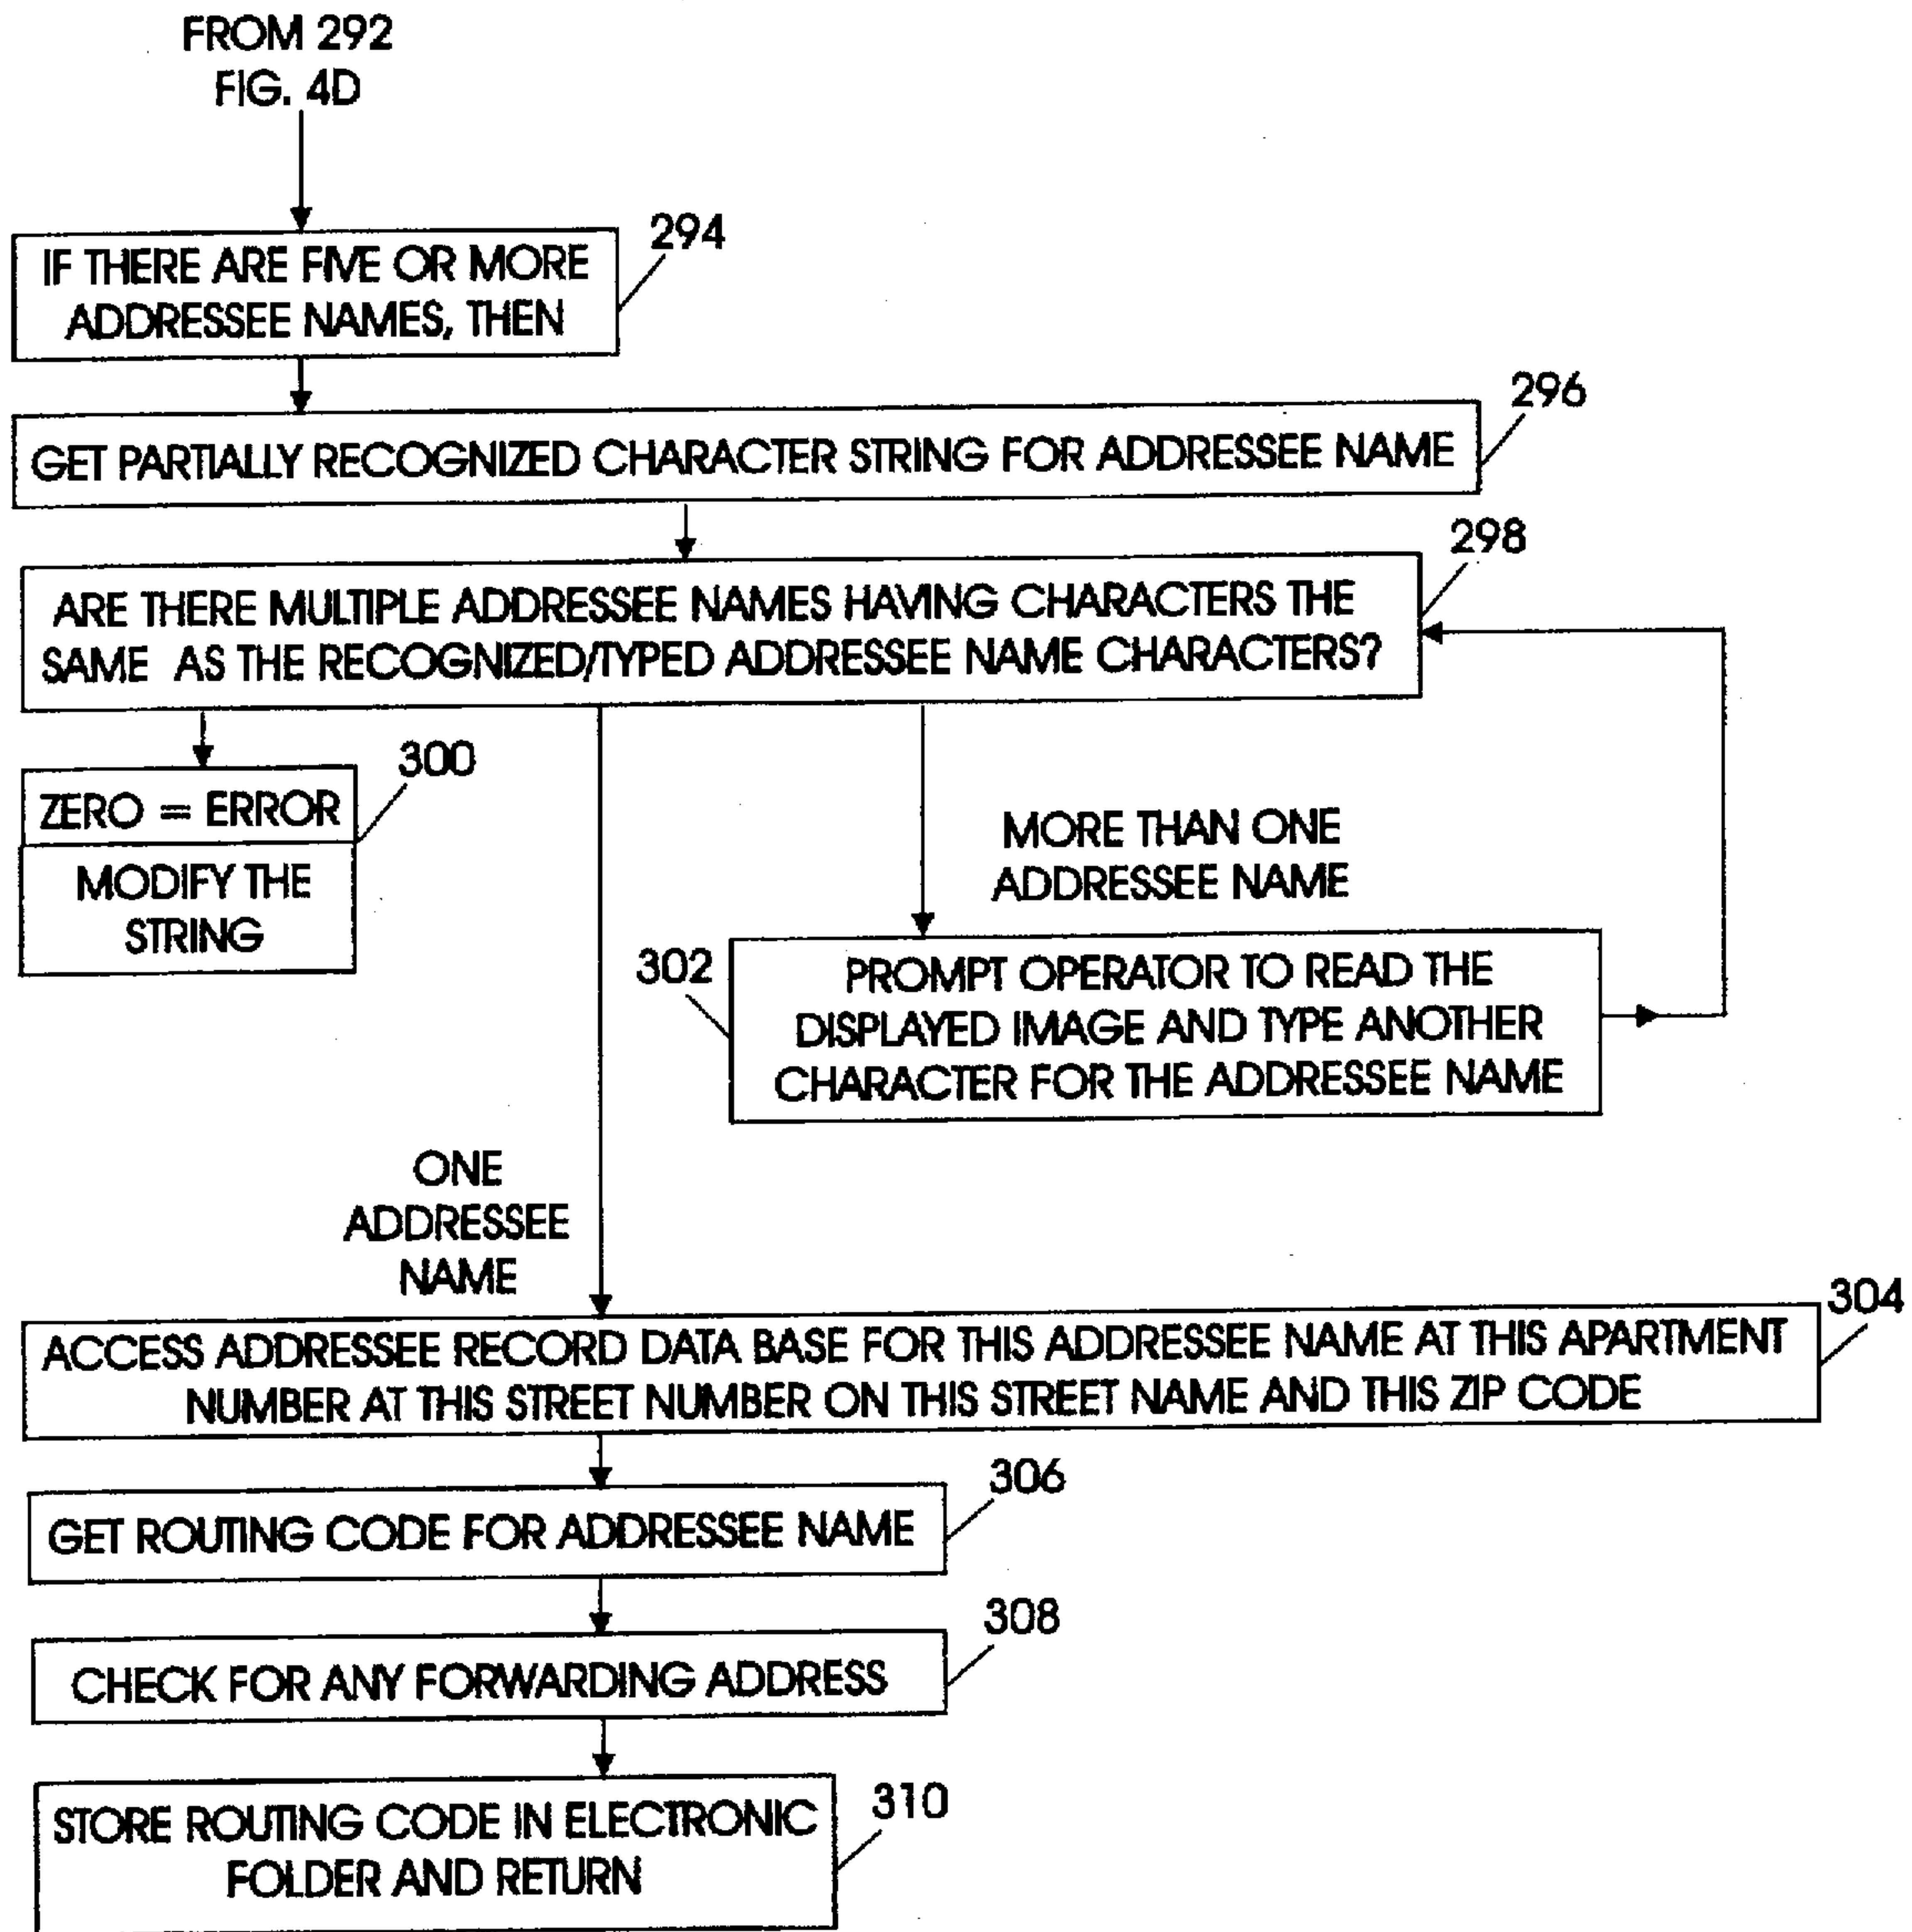 FROM 292
FIG. 4D
294
IF THERE ARE FIVE OR MORE
ADDRESSEE NAMES, THEN
296
GET PARTIALLY RECOGNIZED CHARACTER STRING FOR ADDRESSEE NAME
298
ARE THERE MULTIPLE ADDRESSEE NAMES HAVING CHARACTERS THE
SAME AS THE RECOGNIZED/TYPED ADDRESSEE NAME CHARACTERS?
300
ZERO = ERROR
MODIFY THE
STRING
MORE THAN ONE
ADDRESSEE NAME
302
PROMPT OPERATOR TO READ THE
DISPLAYED IMAGE AND TYPE ANOTHER
CHARACTER FOR THE ADDRESSEE NAME
ONE
ADDRESSEE
NAME
304
ACCESS ADDRESSEE RECORD DATA BASE FOR THIS ADDRESSEE NAME AT THIS APARTMENT
NUMBER AT THIS STREET NUMBER ON THIS STREET NAME AND THIS ZIP CODE
306
GET ROUTING CODE FOR ADDRESSEE NAME
308
CHECK FOR ANY FORWARDING ADDRESS
310
STORE ROUTING CODE IN ELECTRONIC
FOLDER AND RETURN